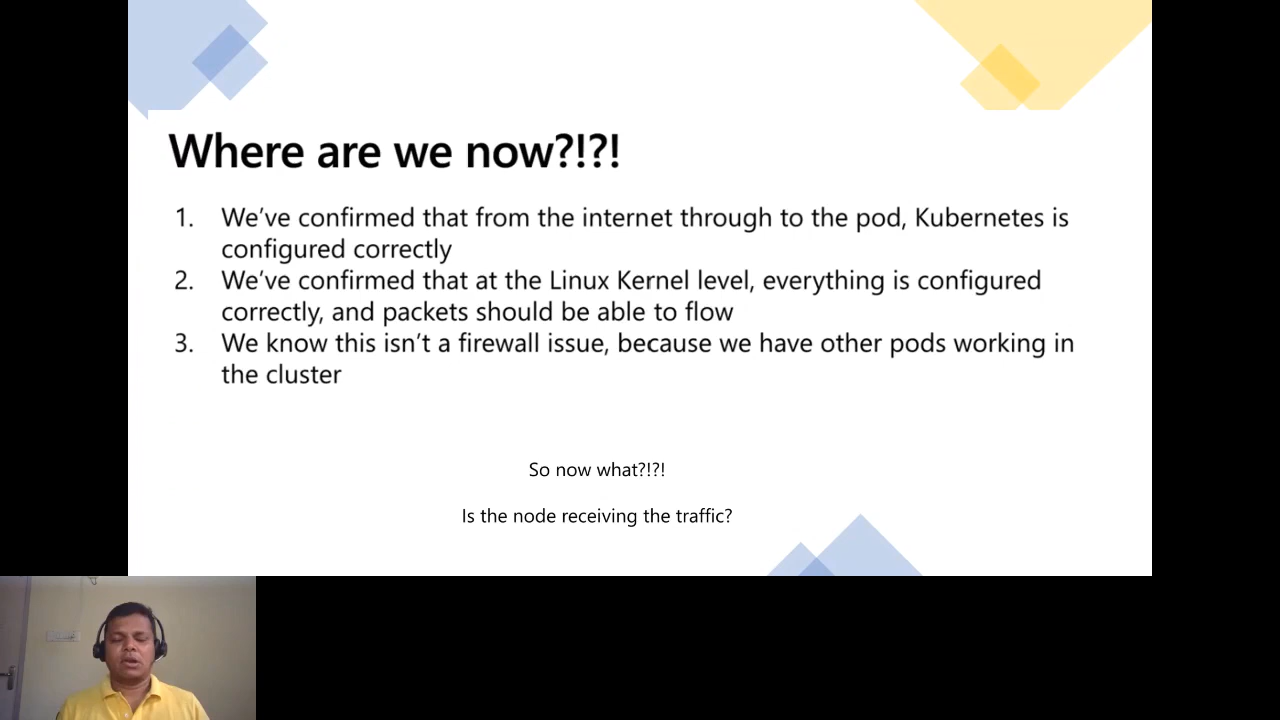 Where are we now?!?!
1. We’ve confirmed that from the internet through to the pod, Kubernetes is
configured correctly
2. We’ve confirmed that at the Linux Kernel level, everything is configured
correctly, and packets should be able to flow
3. We know this isn’t a firewall issue, because we have other pods working in
the cluster
So now what?!?!
Is the node receiving the traffic?